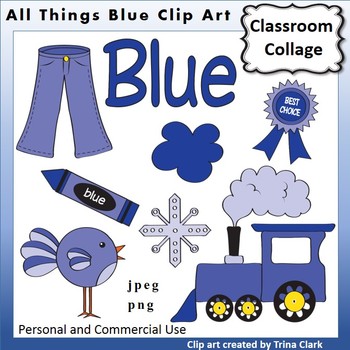 All Things Blue Clip Art
Classroom
Collage
Blue
BEST
CHOICE
blue
jpeg
png
Personal and Commercial Use
Clip art created by Trina Clark